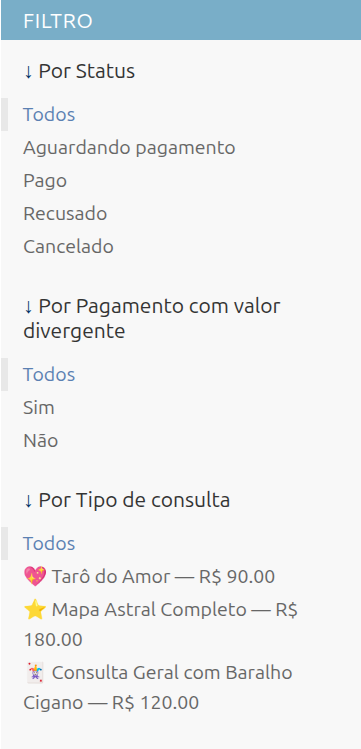 FILTRO
↓ Por Status
Todos
Aguardando pagamento
Pago
Recusado
Cancelado
↓ Por Pagamento com valor
divergente
Todos
Sim
Não
↓ Por Tipo de consulta
Todos
💖 Tarô do Amor — R$ 90.00
⭐ Mapa Astral Completo — R$
180.00
🃏 Consulta Geral com Baralho
Cigano — R$ 120.00